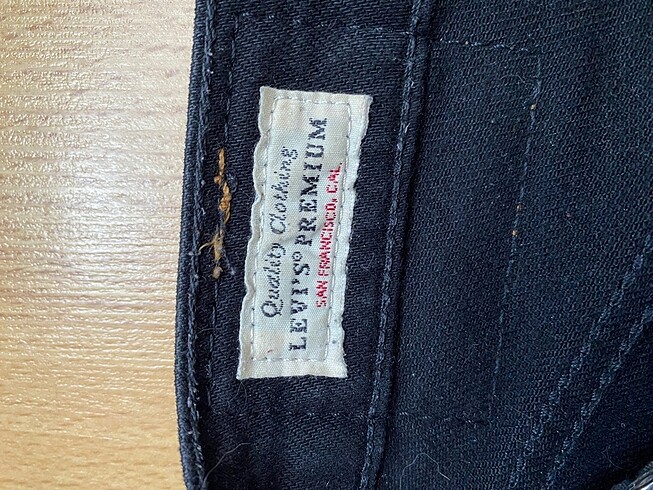 Quality Clothing
LEVI'S® PREMIUM
SAN FRANCISCO, CAL.